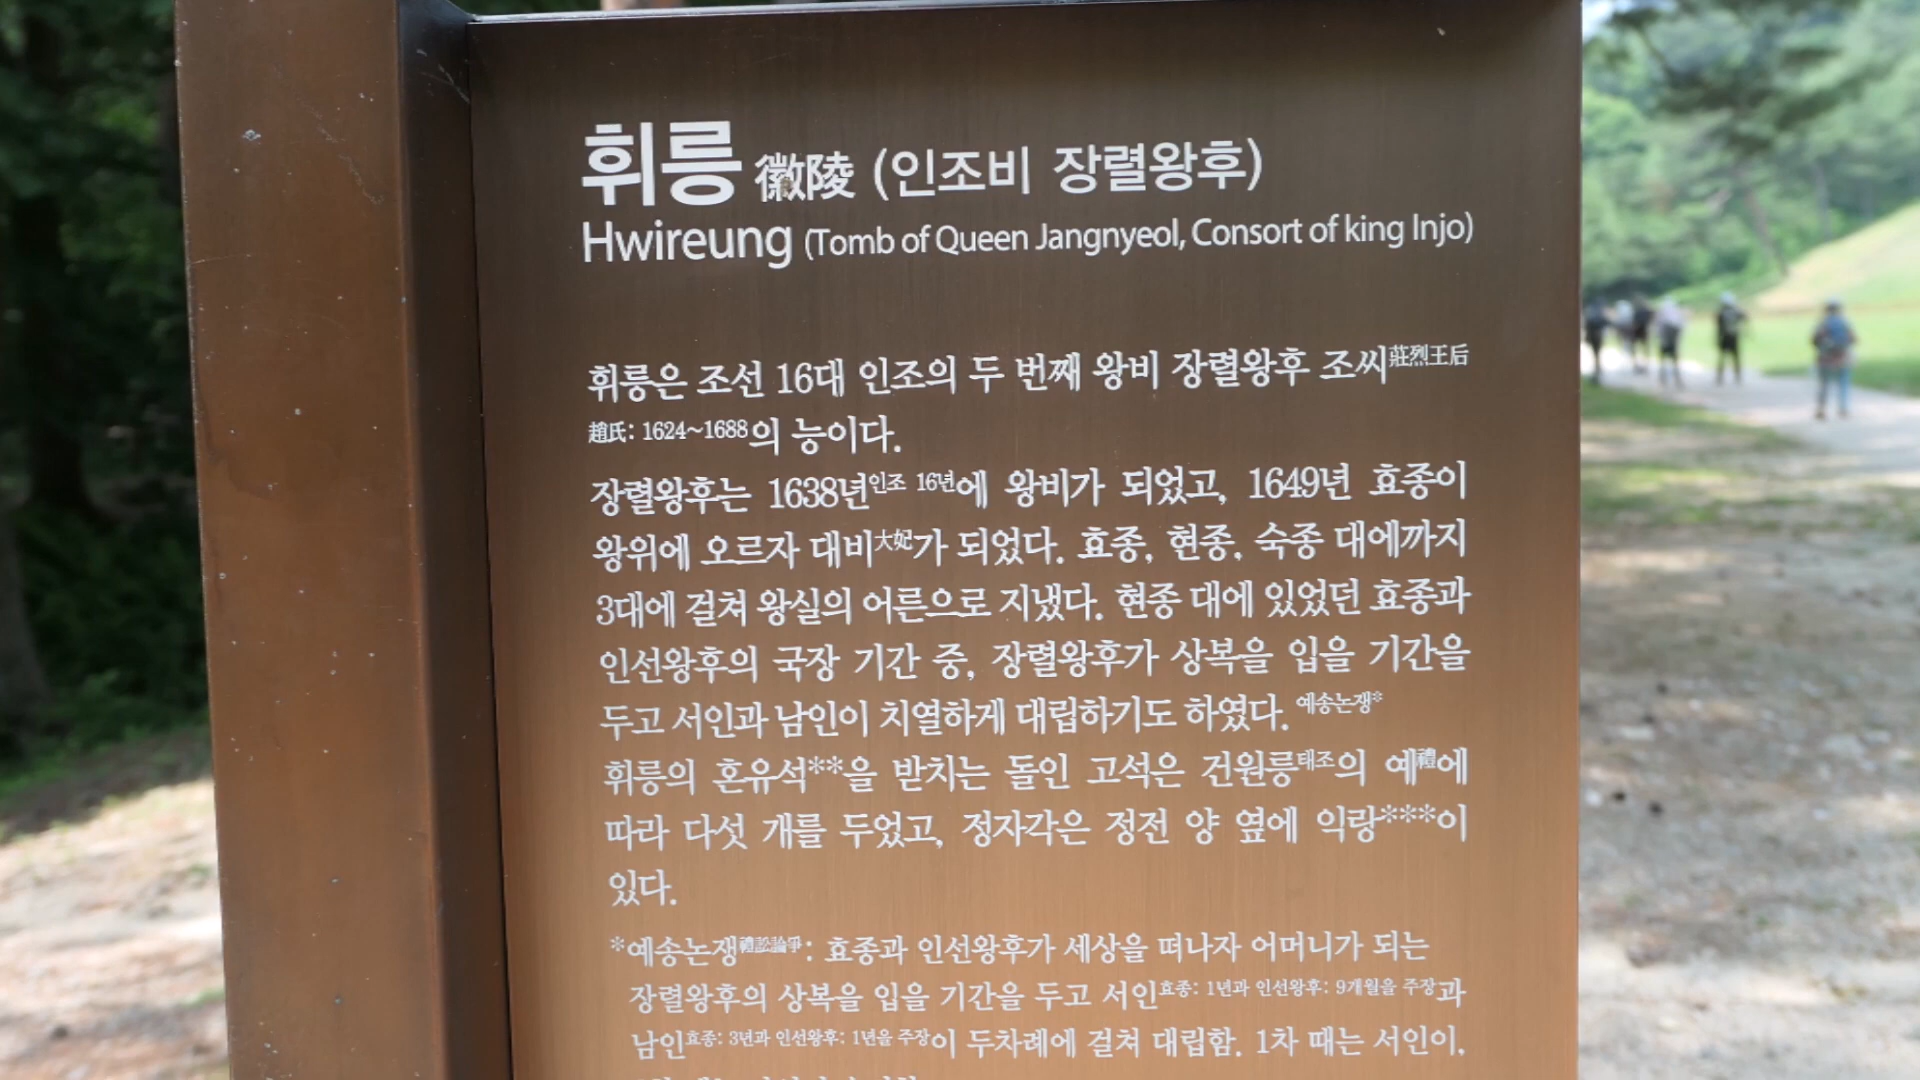 휘릉 徽陵 (인조비 장렬왕후)
Hwireung (Tomb of Queen Jangnyeol, Consort of king Injo)
휘릉은 조선 16대 인조의 두 번째 왕비 장렬왕후 조씨莊烈王后
趙氏: 1624~1688의 능이다.
장렬왕후는 1638년인조 16년에 왕비가 되었고, 1649년 효종이
왕위에 오르자 대비大妃가 되었다. 효종, 현종, 숙종 대에까지
3대에 걸쳐 왕실의 어른으로 지냈다. 현종 대에 있었던 효종과
인선왕후의 국장 기간 중, 장렬왕후가 상복을 입을 기간을
두고 서인과 남인이 치열하게 대립하기도 하였다. 예송논쟁*
휘릉의 혼유석**을 받치는 돌인 고석은 건원릉태조의 예禮에
따라 다섯 개를 두었고, 정자각은 정전 양 옆에 익랑***이
있다.
*예송논쟁禮訟論爭: 효종과 인선왕후가 세상을 떠나자 어머니가 되는
장렬왕후의 상복을 입을 기간을 두고 서인효종: 1년과 인선왕후: 9개월을 주장과
남인효종: 3년과 인선왕후: 1년을 주장이 두차례에 걸쳐 대립함. 1차 때는 서인이,